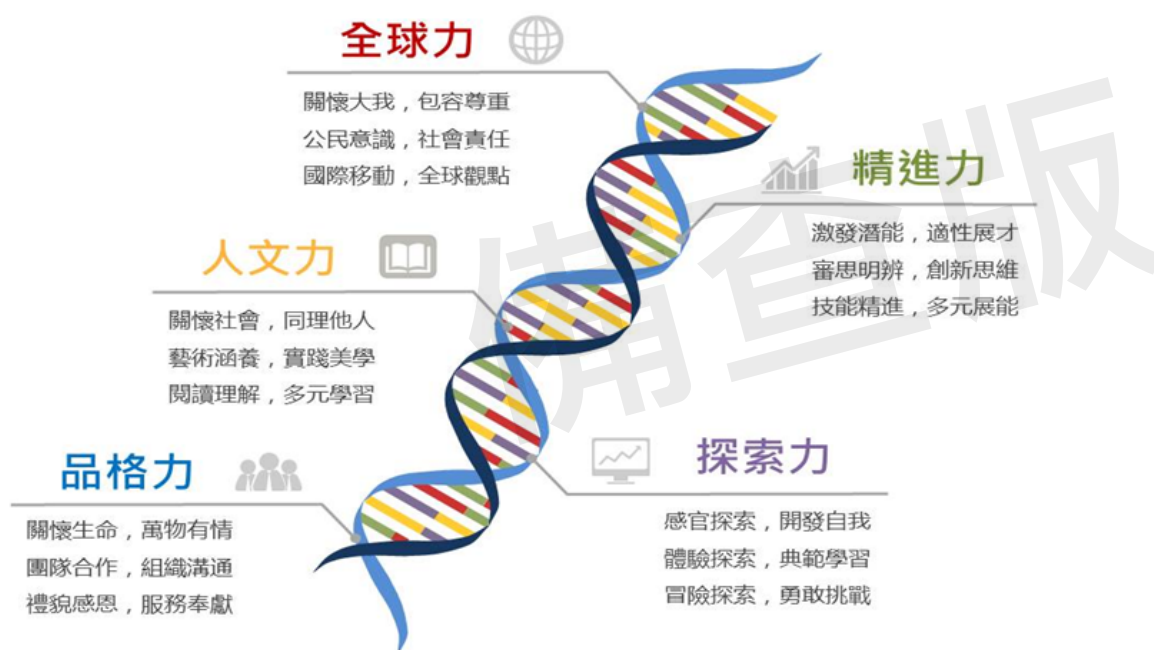 全球力
關懷大我，包容尊重
公民意識，社會責任
國際移動，全球觀點
精進力
激發潛能，適性展才
審思明辨，創新思維
技能精進，多元展能
人文力
關懷社會，同理他人
藝術涵養，實踐美學
閱讀理解，多元學習
品格力
關懷生命，萬物有情
團隊合作，組織溝通
禮貌感恩，服務奉獻
探索力
感官探索，開發自我
體驗探索，典範學習
冒險探索，勇敢挑戰
備查版